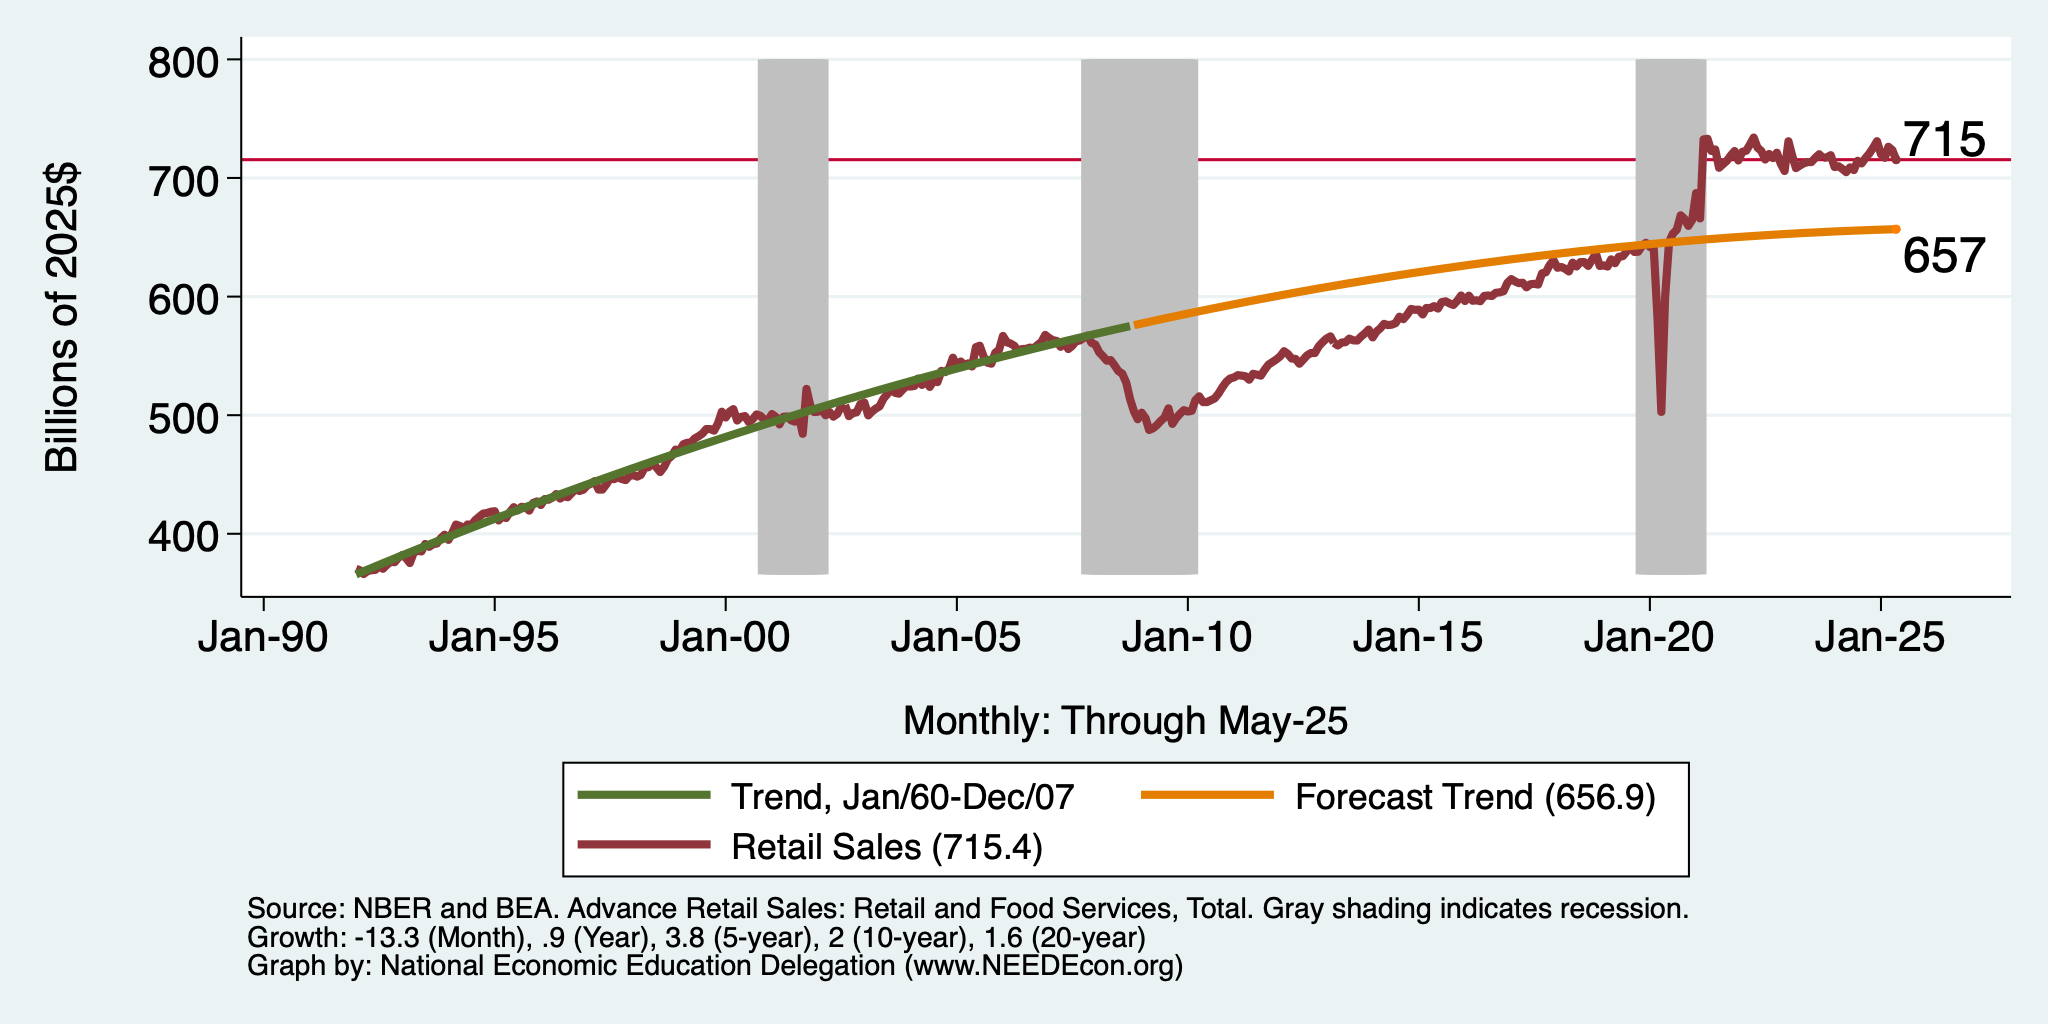 800
700
600
500
400
Billions of 2025$
715
657
Jan-90 Jan-95 Jan-00 Jan-05 Jan-10 Jan-15 Jan-20 Jan-25
Monthly: Through May-25
Trend, Jan/60-Dec/07 Forecast Trend (656.9)
Retail Sales (715.4)
Source: NBER and BEA. Advance Retail Sales: Retail and Food Services, Total. Gray shading indicates recession.
Growth: -13.3 (Month), .9 (Year), 3.8 (5-year), 2 (10-year), 1.6 (20-year)
Graph by: National Economic Education Delegation (www.NEEDEcon.org)